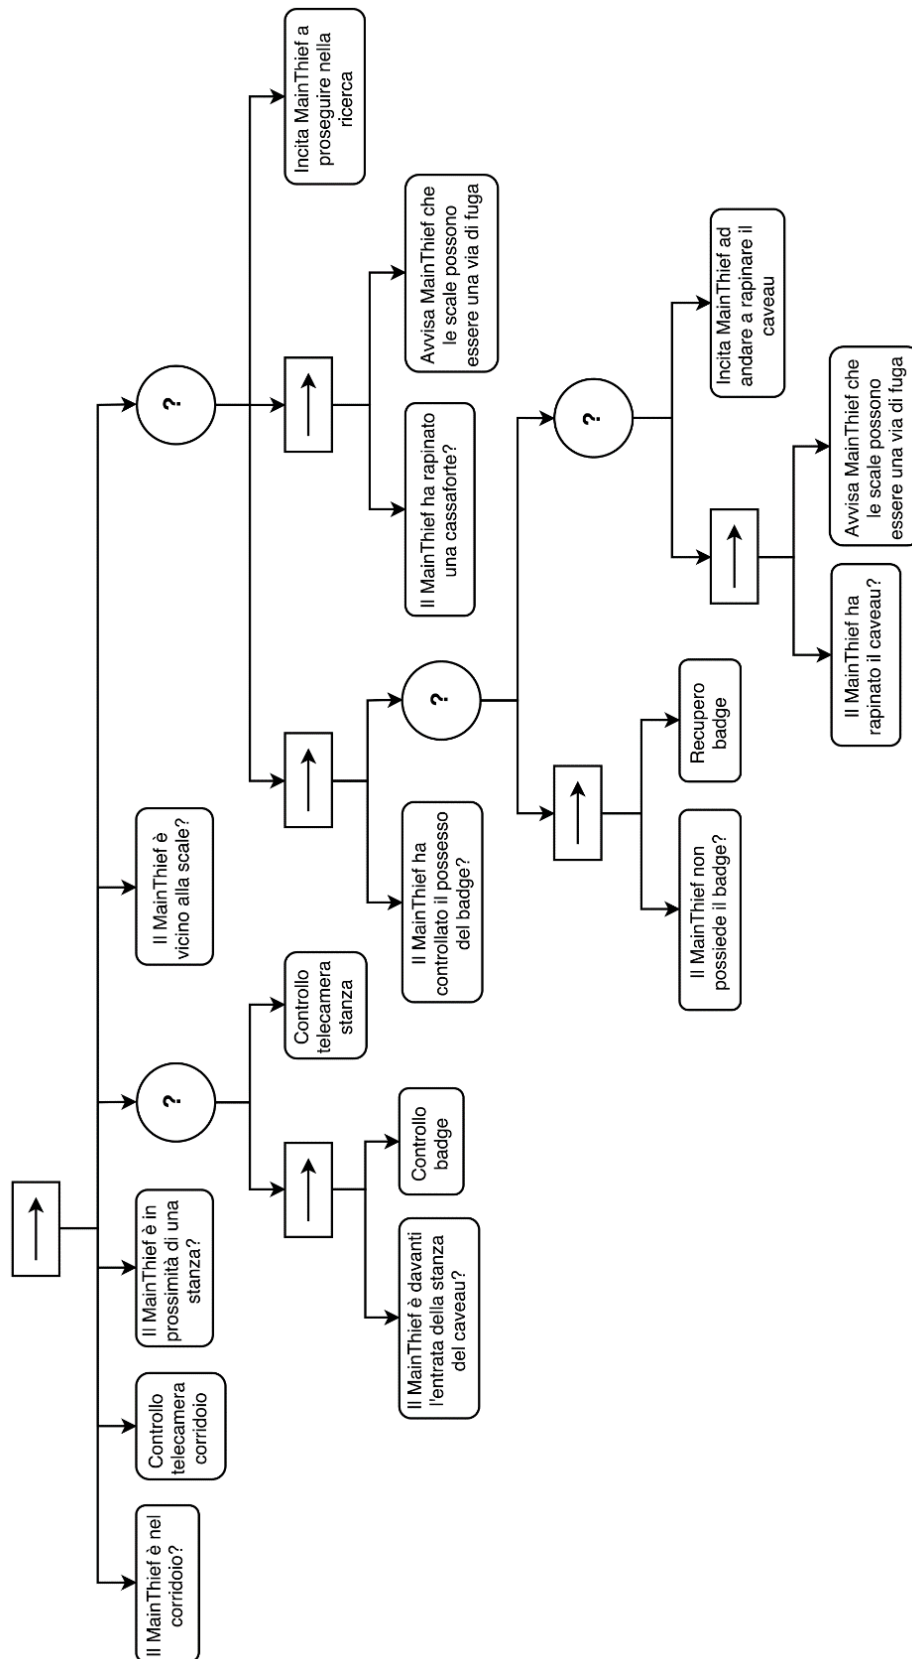 Il MainThief è nel
corridoio?
Controllo
telecamera
corridoio
Il MainThief è in
prossimità di una
stanza?
?
Il MainThief è
vicino alla scale?
?
Controllo
telecamera
stanza
Incita MainThief a
proseguire nella
ricerca
Il MainThief è davanti
l'entrata della stanza
del caveau?
Controllo
badge
Il MainThief ha
controllato il possesso
del badge?
?
Il MainThief ha rapinato
una cassaforte?
Avvisa MainThief che
le scale possono
essere una via di fuga
?
Il MainThief non
possiede il badge?
Recupero
badge
Incita MainThief ad
andare a rapinare il
caveau
Il MainThief ha
rapinato il caveau?
Avvisa MainThief che
le scale possono
essere una via di fuga